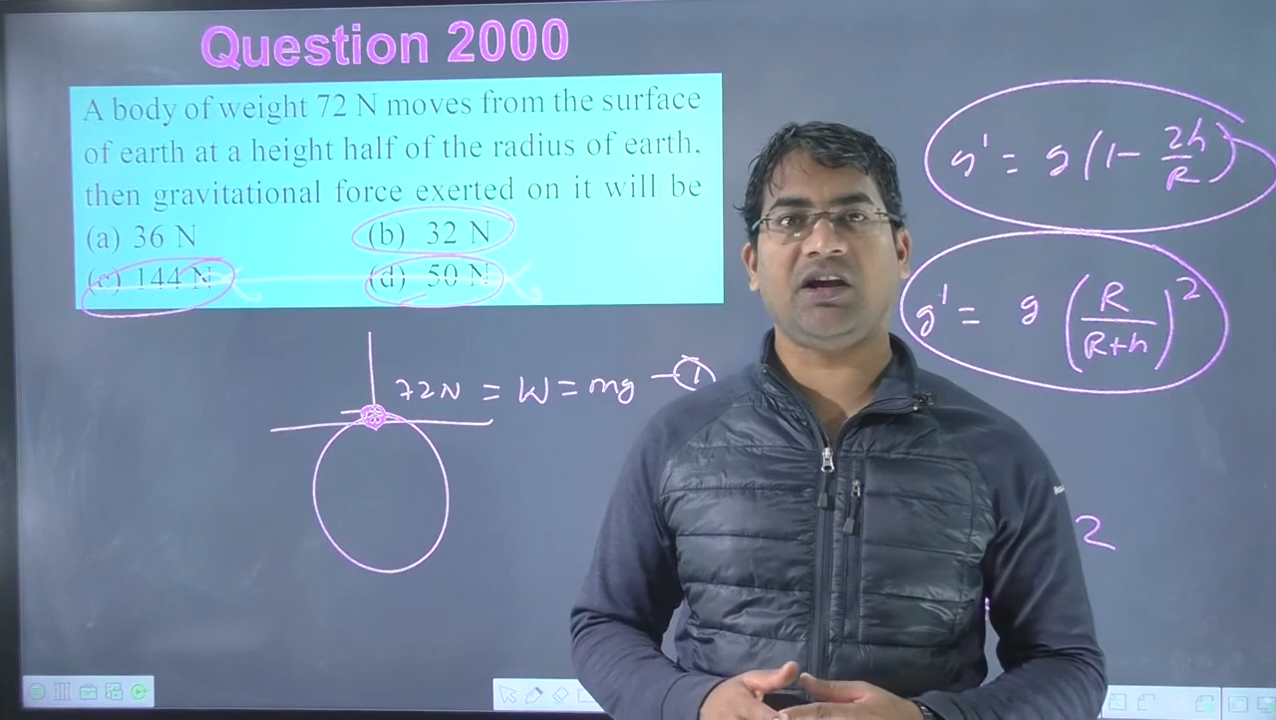 Question 2000
A body of weight 72 N moves from the surface
of earth at a height half of the radius of earth,
then gravitational force exerted on it will be
(a) 36 N (b) 32 N
(c) 144 N (d) 50 N
g' = g(1 - 2h/R)
g' = g (R/R+h)²
72N = W = mg — ①
2